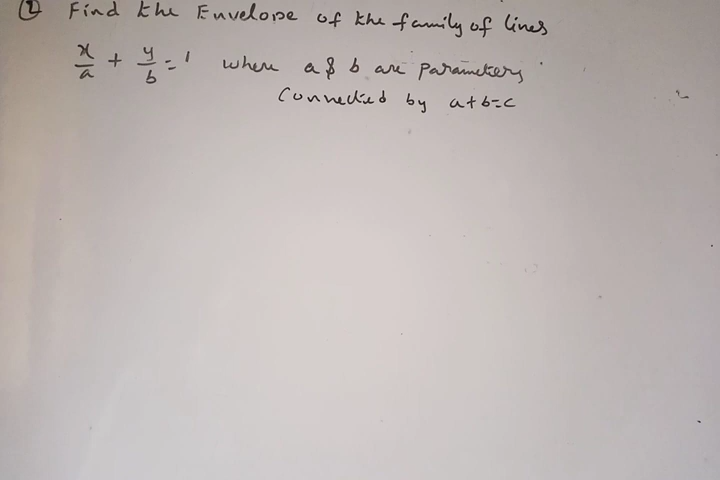 ② Find the Envelope of the family of lines
x/a + y/b = 1 where a & b are parameters
Connected by a+b=c